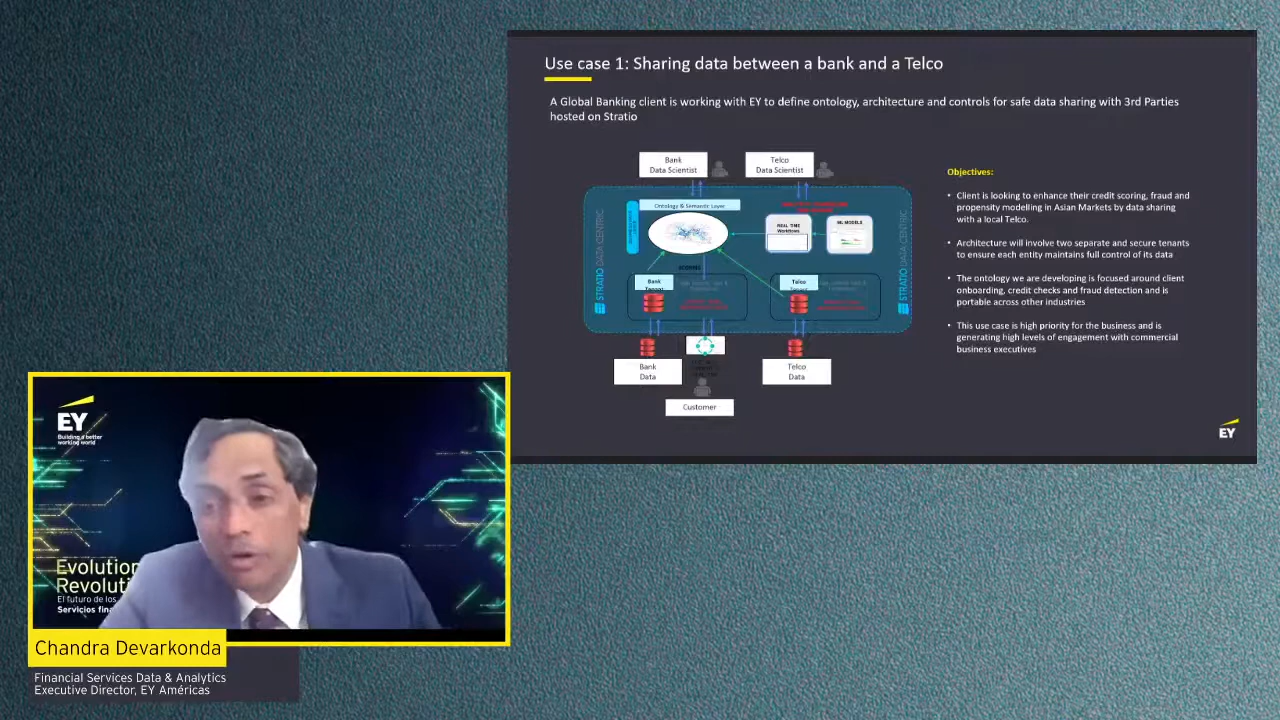 Use case 1: Sharing data between a bank and a Telco
A Global Banking client is working with EY to define ontology, architecture and controls for safe data sharing with 3rd Parties
hosted on Stratio
Bank
Data Scientist
Telco
Data Scientist
Ontology & Semantic Layer
REAL TIME
Workflows
ML MODELS
STRATIO DATA CENTRIC
STRATIO DATA CENTRIC
Bank
Tenant
Telco
Tenant
Bank
Data
Telco
Data
Customer
Objectives:
• Client is looking to enhance their credit scoring, fraud and
propensity modelling in Asian Markets by data sharing
with a local Telco.
• Architecture will involve two separate and secure tenants
to ensure each entity maintains full control of its data
• The ontology we are developing is focused around client
onboarding, credit checks and fraud detection and is
portable across other industries
• This use case is high priority for the business and is
generating high levels of engagement with commercial
business executives
EY
EY
Building a better
working world
Evolution
Revoluti
El futuro de los
Servicios fina
Chandra Devarkonda
Financial Services Data & Analytics
Executive Director, EY Américas